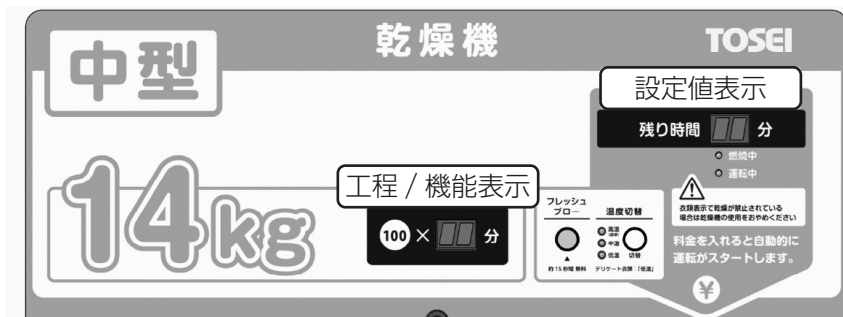 乾燥機
TOSEI
中型
設定値表示
残り時間 分
燃焼中
運転中
14kg
工程 / 機能表示
100 × 分
フレッシュ
ブロー
約15秒間 無料
温度切替
高温
中温
低温
切替
デリケート衣類:「低温」
衣類表示で乾燥が禁止されている
場合は乾燥機の使用をおやめください
料金を入れると自動的に
運転がスタートします。
¥